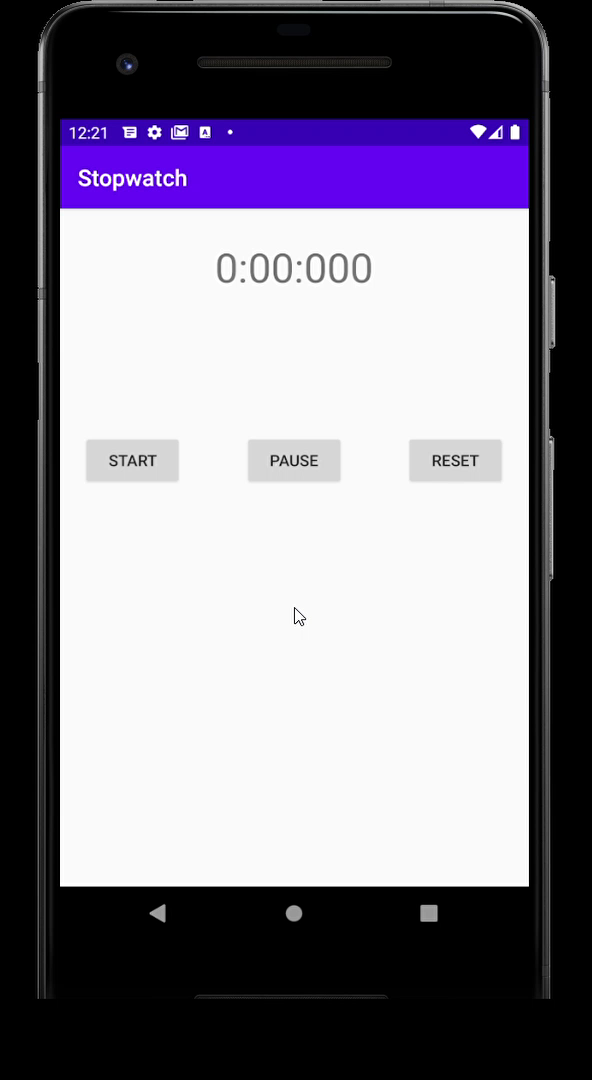 12:21
Stopwatch
0:00:000
START PAUSE RESET